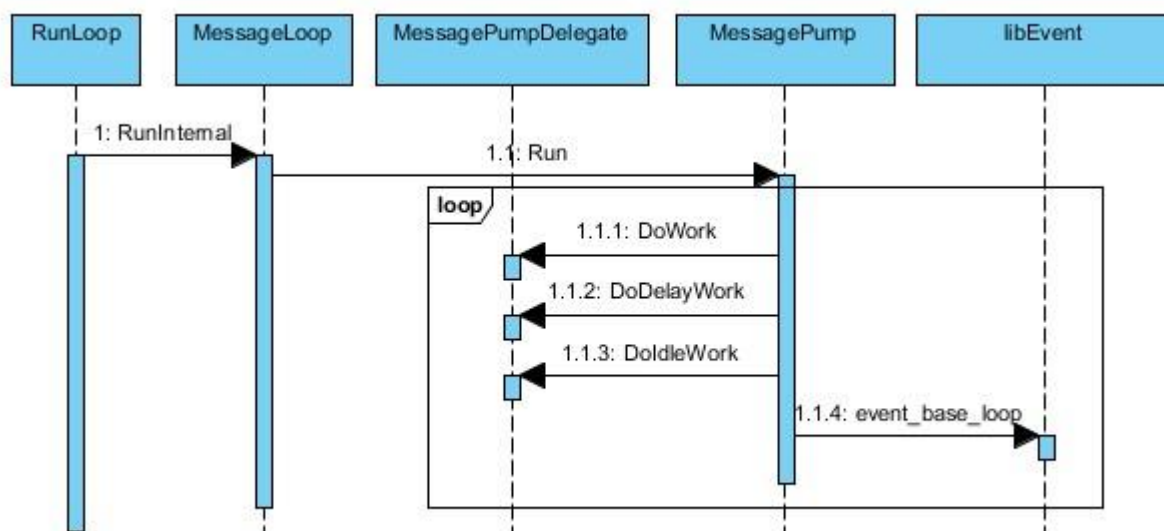 RunLoop
MessageLoop
MessagePumpDelegate
MessagePump
libEvent
1: RunInternal
1.1: Run
loop
1.1.1: DoWork
1.1.2: DoDelayWork
1.1.3: DoIdleWork
1.1.4: event_base_loop